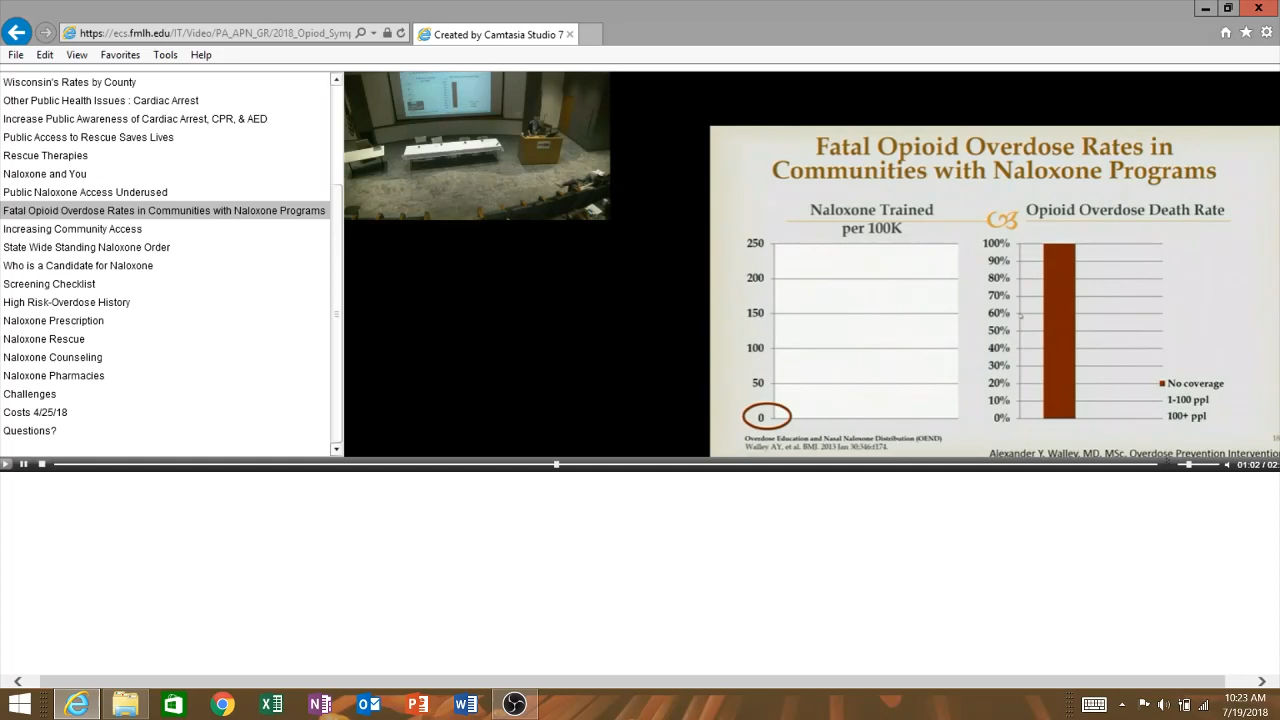 https://ecs.fmlh.edu/IT/Video/PA_APN_GR/2018_Opiod_Symp
Created by Camtasia Studio 7
File Edit View Favorites Tools Help
Wisconsin's Rates by County
Other Public Health Issues : Cardiac Arrest
Increase Public Awareness of Cardiac Arrest, CPR, & AED
Public Access to Rescue Saves Lives
Rescue Therapies
Naloxone and You
Public Naloxone Access Underused
Fatal Opioid Overdose Rates in Communities with Naloxone Programs
Increasing Community Access
State Wide Standing Naloxone Order
Who is a Candidate for Naloxone
Screening Checklist
High Risk-Overdose History
Naloxone Prescription
Naloxone Rescue
Naloxone Counseling
Naloxone Pharmacies
Challenges
Costs 4/25/18
Questions?
Fatal Opioid Overdose Rates in
Communities with Naloxone Programs
Naloxone Trained
per 100K
250
200
150
100
50
0
Overdose Education and Nasal Naloxone Distribution (OEND)
Walley AY, et al. BMJ. 2013 Jan 30;346:f174.
Opioid Overdose Death Rate
100%
90%
80%
70%
60%
50%
40%
30%
20%
10%
0%
No coverage
1-100 ppl
100+ ppl
18
Alexander Y. Walley, MD, MSc. Overdose Prevention Interventio
01:02 / 02:
10:23 AM
7/19/2018